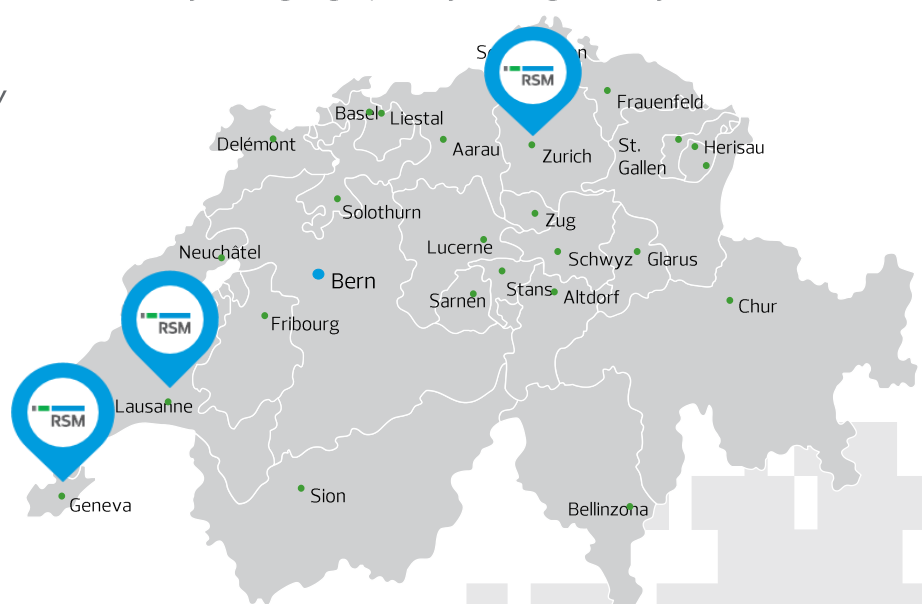 RSM
Frauenfeld
Basel
Liestal
Delémont
Aarau
Zurich
St.
Gallen
Herisau
Solothurn
Zug
Neuchâtel
Lucerne
Schwyz
Glarus
Bern
Sarnen
Stans
Altdorf
Chur
RSM
Fribourg
Lausanne
RSM
Sion
Geneva
Bellinzona